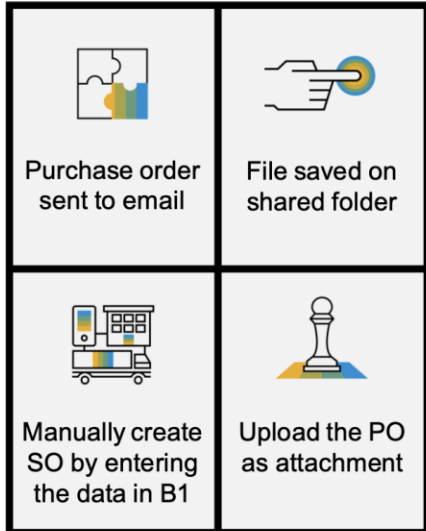 Purchase order
sent to email
File saved on
shared folder
Manually create
SO by entering
the data in B1
Upload the PO
as attachment